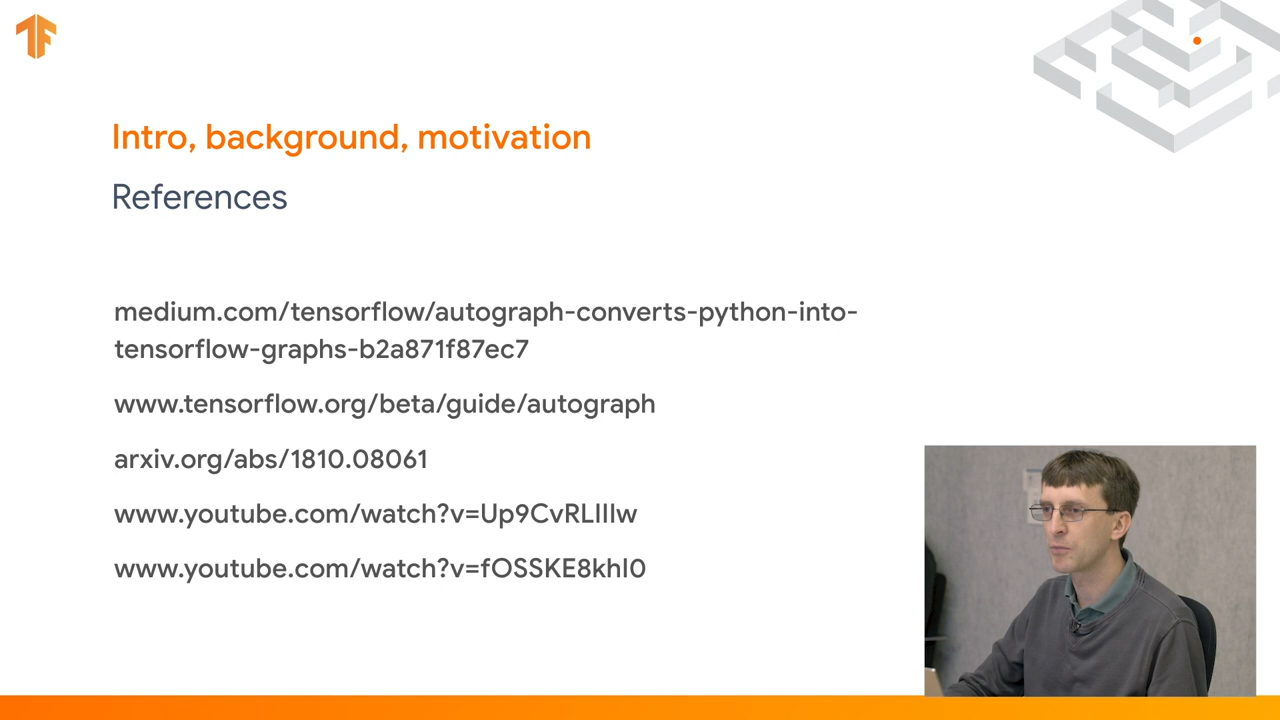 Intro, background, motivation
References
medium.com/tensorflow/autograph-converts-python-into-
tensorflow-graphs-b2a871f87ec7
www.tensorflow.org/beta/guide/autograph
arxiv.org/abs/1810.08061
www.youtube.com/watch?v=Up9CvRLIIIw
www.youtube.com/watch?v=fOSSKE8khI0